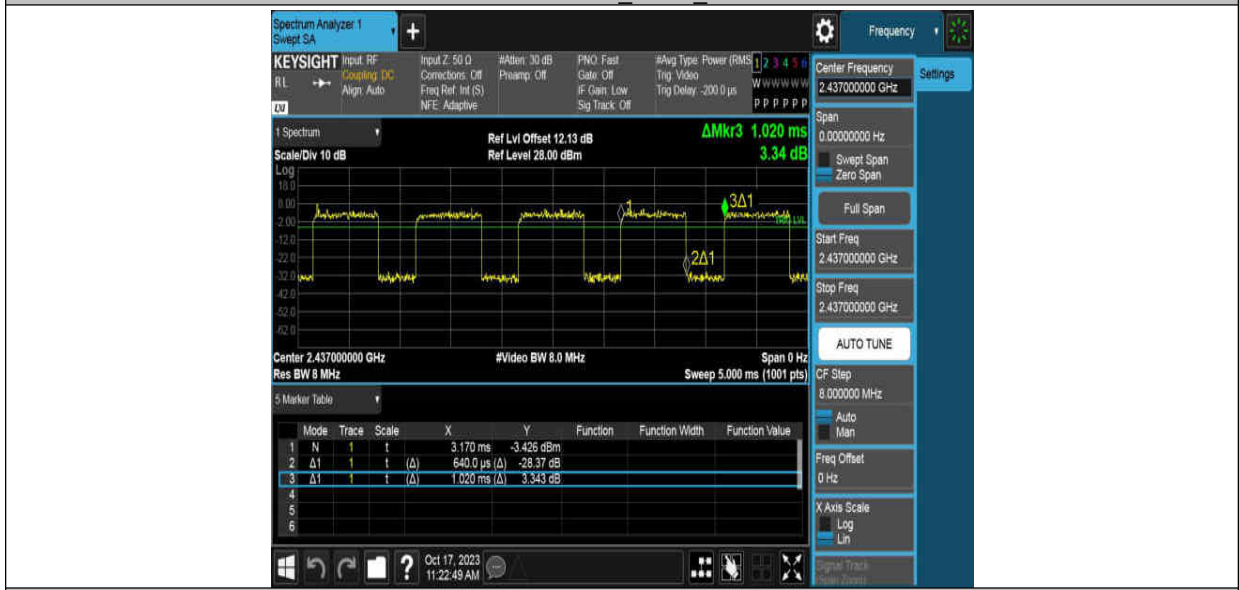 Spectrum Analyzer 1
Swept SA
+
Frequency
KEYSIGHT
RL
LXI
Input: RF
Coupling: DC
Align: Auto
Input Z: 50 Ω
Corrections: Off
Freq Ref: Int (S)
NFE: Adaptive
#Atten: 30 dB
Preamp: Off
PNO: Fast
Gate: Off
IF Gain: Low
Sig Track: Off
#Avg Type: Power (RMS
Trig: Video
Trig Delay: -200.0 µs
1 2 3 4 5 6
W W W W W W
P P P P P P
Center Frequency
2.437000000 GHz
Settings
Span
0.00000000 Hz
Swept Span
Zero Span
Full Span
Start Freq
2.437000000 GHz
Stop Freq
2.437000000 GHz
AUTO TUNE
CF Step
8.000000 MHz
Auto
Man
Freq Offset
0 Hz
X Axis Scale
Log
Lin
Signal Track
(Span Zoom)
1 Spectrum
Scale/Div 10 dB
Ref Lvl Offset 12.13 dB
Ref Level 28.00 dBm
ΔMkr3 1.020 ms
3.34 dB
Log
18.0
8.00
-2.00
-12.0
-22.0
-32.0
-42.0
-52.0
-62.0
1
3Δ1
2Δ1
TRIG LVL
Center 2.437000000 GHz
Res BW 8 MHz
#Video BW 8.0 MHz
Span 0 Hz
Sweep 5.000 ms (1001 pts)
5 Marker Table
Mode Trace Scale X Y Function Function Width Function Value
1 N 1 t 3.170 ms -3.426 dBm
2 Δ1 1 t (Δ) 640.0 µs (Δ) -28.37 dB
3 Δ1 1 t (Δ) 1.020 ms (Δ) 3.343 dB
4
5
6
?
Oct 17, 2023
11:22:49 AM